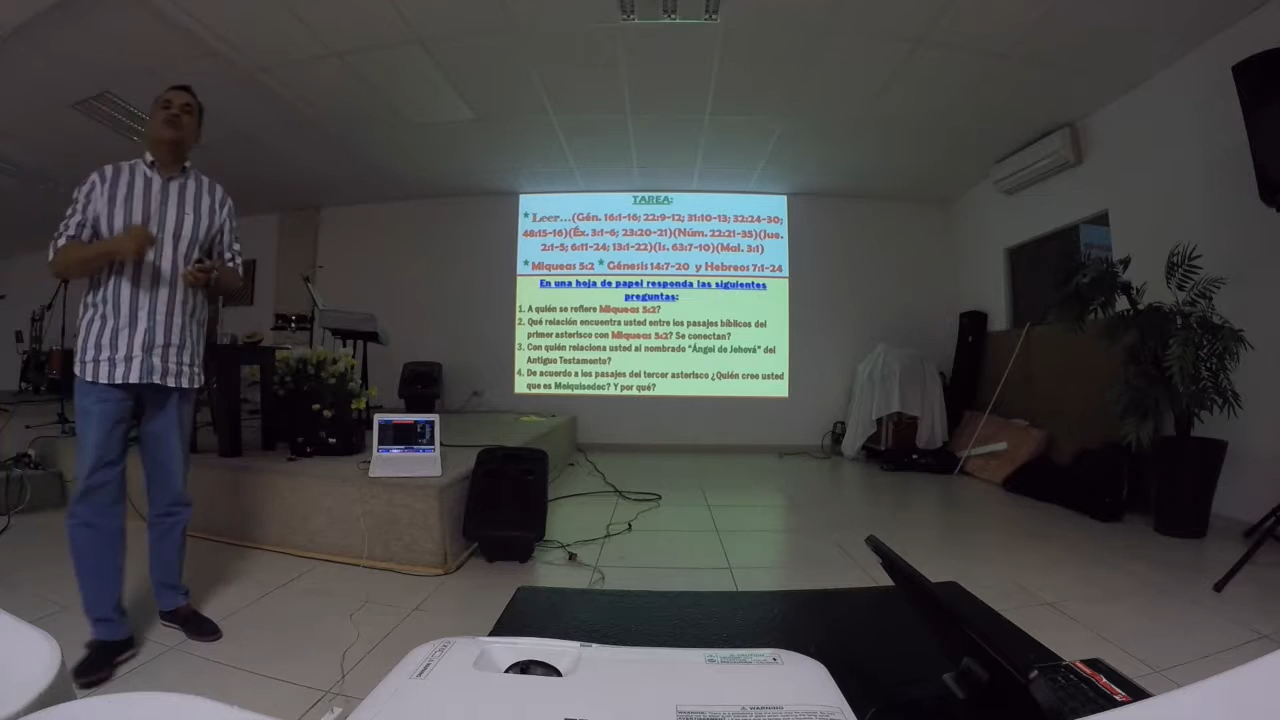 TAREA:
* Leer...(Gén. 16:1-16; 22:9-12; 31:10-13; 32:24-30;
48:15-16)(Éx. 3:1-6; 23:20-21)(Núm. 22:21-35)(Jue.
2:1-5; 6:11-24; 13:1-22)(Is. 63:7-10)(Mal. 3:1)
* Miqueas 5:2 * Génesis 14:7-20 y Hebreos 7:1-24
En una hoja de papel responda las siguientes
preguntas:
1. A quién se refiere Miqueas 5:2?
2. Qué relación encuentra usted entre los pasajes bíblicos del
primer asterisco con Miqueas 5:2? Se conectan?
3. Con quién relaciona usted al nombrado "Ángel de Jehová" del
Antiguo Testamento?
4. De acuerdo a los pasajes del tercer asterisco ¿Quién cree usted
que es Melquisedec? Y por qué?
WARNING